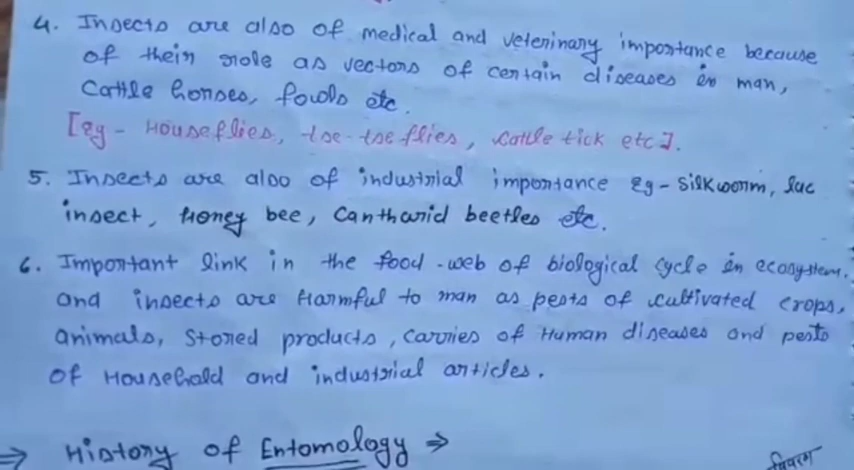 4. Insects are also of medical and veterinary importance because
of their role as vectors of certain diseases in man,
Cattle horses, fowls etc.
[eg - Houseflies, tse-tse flies, cattle tick etc].
5. Insects are also of industrial importance eg - silkworm, lac
insect, Honey bee, Cantharid beetles etc.
6. Important link in the food-web of biological cycle in ecosystem.
and insects are Harmful to man as pests of cultivated crops,
animals, stored products, carries of Human diseases and pests
of Household and industrial articles.
⇒ History of Entomology ⇒